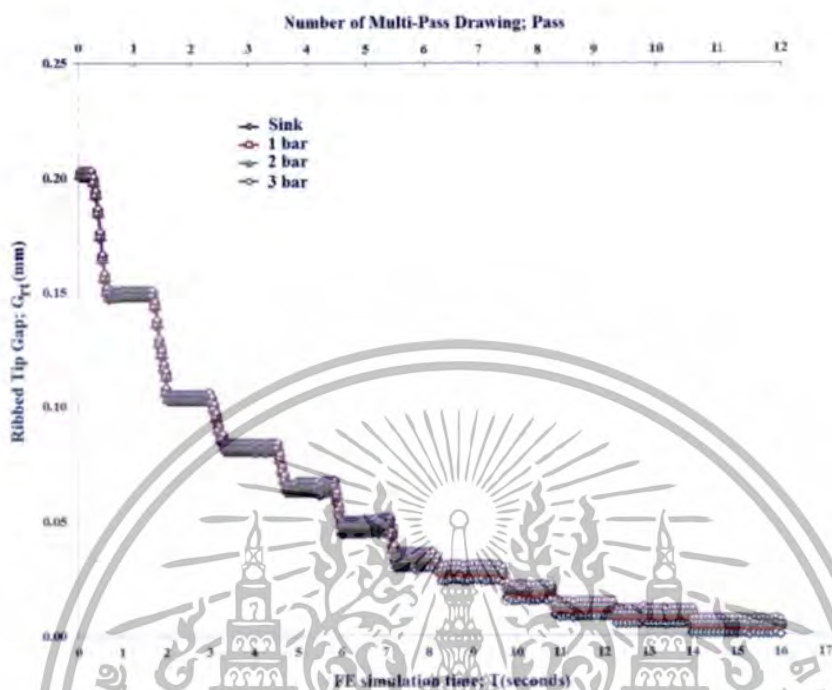 Number of Multi-Pass Drawing; Pass
0 1 2 3 4 5 6 7 8 9 10 11 12
0.25
Sink
1 bar
2 bar
0.20
3 bar
Ribbed Tip Gap; Grt (mm)
0.15
0.10
0.05
0.00
0 1 2 3 4 5 6 7 8 9 10 11 12 13 14 15 16 17
FE simulation time; T(seconds)